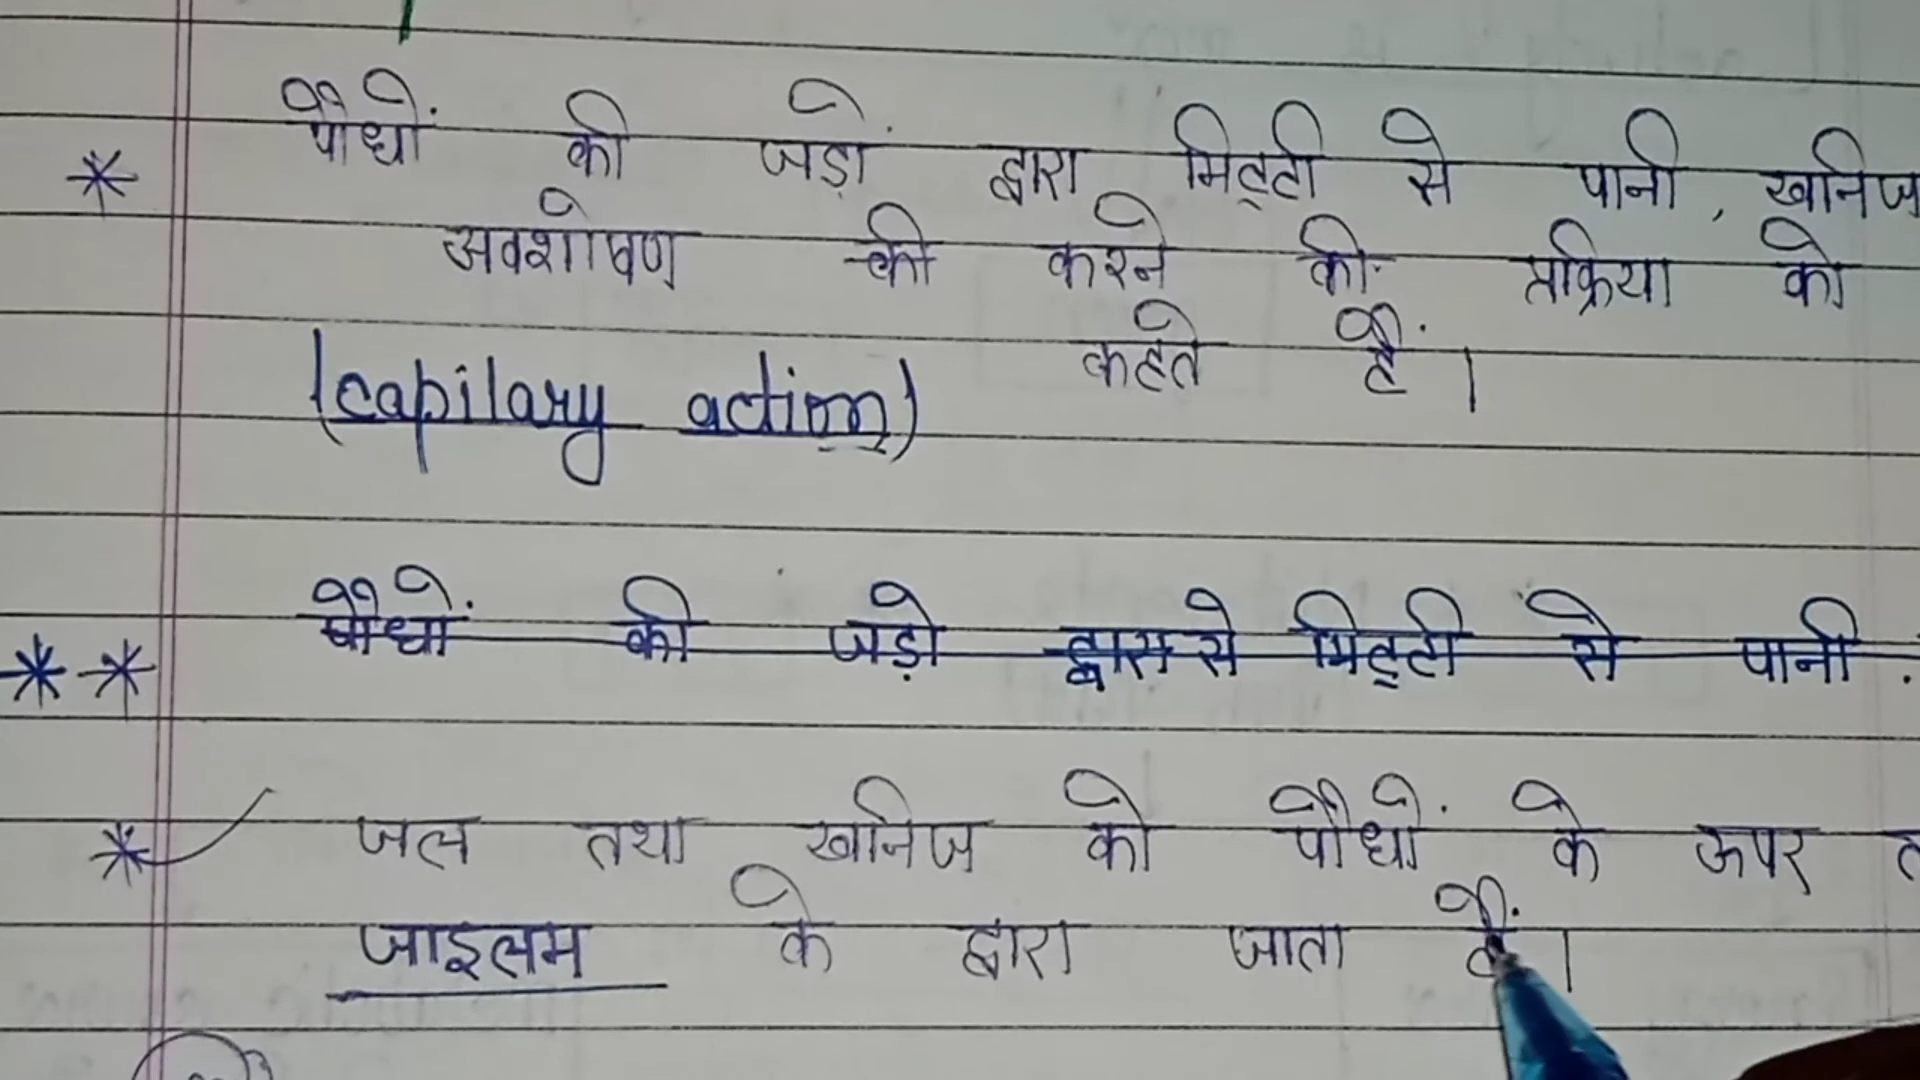 पौधों की जड़ों द्वारा मिट्टी से पानी, खनिज
अवशोषण की करने की प्रक्रिया को
(capilary action) कहते हैं।
पौधों की जड़ो द्वारा से मिट्टी से पानी
जल तथा खनिज को पौधों के ऊपर
जाइलम के द्वारा जाता हैं।